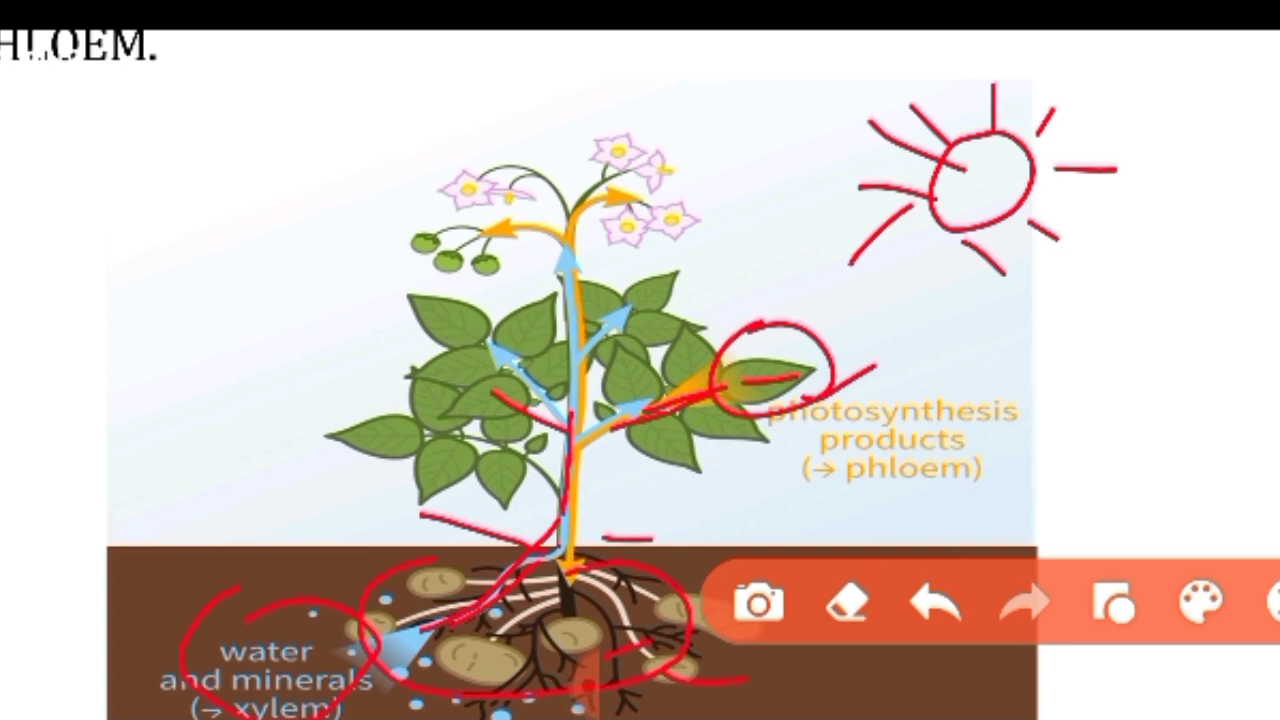 HLOEM.
photosynthesis
products
(→ phloem)
water
and minerals
(→ xylem)